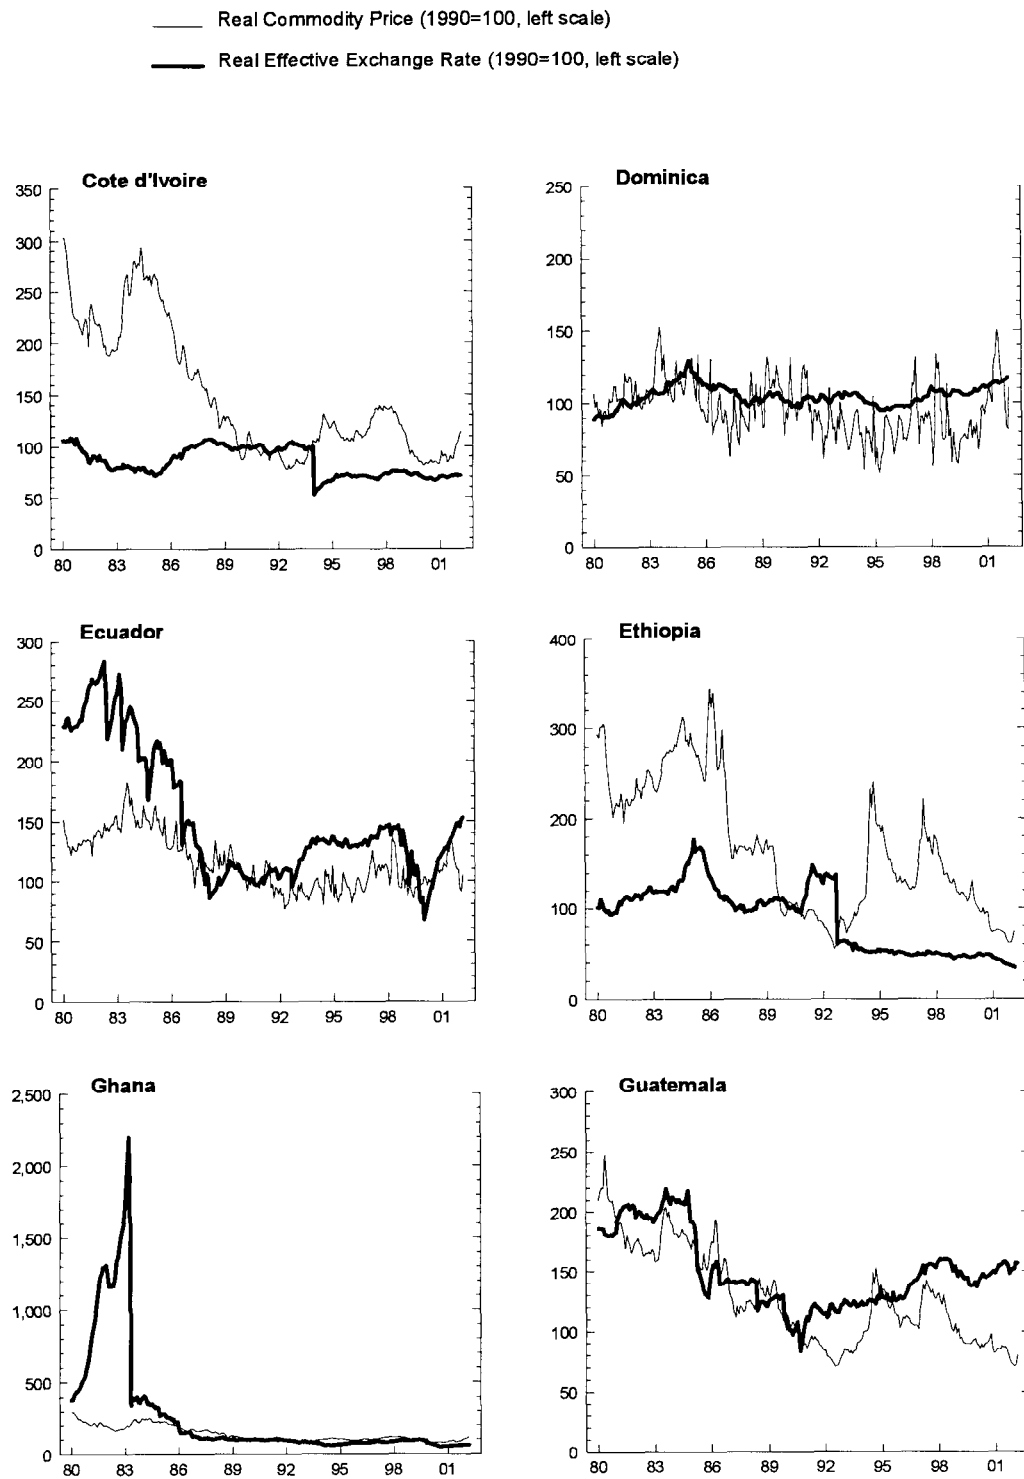 Real Commodity Price (1990=100, left scale)
Real Effective Exchange Rate (1990=100, left scale)
Cote d'Ivoire
350
300
250
200
150
100
50
0
80 83 86 89 92 95 98 01
Dominica
250
200
150
100
50
0
80 83 86 89 92 95 98 01
Ecuador
300
250
200
150
100
50
0
80 83 86 89 92 95 98 01
Ethiopia
400
300
200
100
0
80 83 86 89 92 95 98 01
Ghana
2,500
2,000
1,500
1,000
500
0
80 83 86 89 92 95 98 01
Guatemala
300
250
200
150
100
50
0
80 83 86 89 92 95 98 01